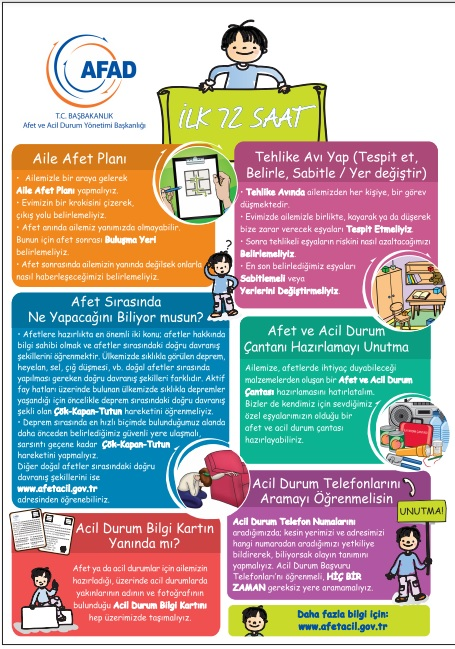 AFAD
T.C. BAŞBAKANLIK
Afet ve Acil Durum Yönetimi Başkanlığı
İLK 72 SAAT
Aile Afet Planı
• Ailemizle bir araya gelerek
Aile Afet Planı yapmalıyız.
• Evimizin bir krokisini çizerek,
çıkış yolu belirlemeliyiz.
• Afet anında ailemiz yanımızda olmayabilir.
Bunun için afet sonrası Buluşma Yeri
belirlemeliyiz.
• Afet sonrasında ailemizin yanında değilsek onlarla
nasıl haberleşeceğimizi belirlemeliyiz.
Tehlike Avı Yap (Tespit et,
Belirle, Sabitle / Yer değiştir)
• Tehlike Avında ailemizden her kişiye, bir görev
düşmektedir.
• Evimizde ailemizle birlikte, kayarak ya da düşerek
bize zarar verecek eşyaları Tespit Etmeliyiz.
• Sonra tehlikeli eşyaların riskini nasıl azaltacağımızı
Belirlemeliyiz.
• En son belirlediğimiz eşyaları
Sabitlemeli veya
Yerlerini Değiştirmeliyiz.
?
Afet Sırasında
Ne Yapacağını Biliyor musun?
• Afetlere hazırlıkta en önemli iki konu; afetler hakkında
bilgi sahibi olmak ve afetler sırasındaki doğru davranış
şekillerini öğrenmektir. Ülkemizde sıklıkla görülen deprem,
heyelan, sel, çığ düşmesi, vb. doğal afetler sırasında
yapılması gereken doğru davranış şekilleri farklıdır. Aktif
fay hatları üzerinde bulunan ülkemizde sıklıkla depremler
yaşandığı için öncelikle deprem sırasındaki doğru davranış
şekli olan Çök-Kapan-Tutun hareketini öğrenmeliyiz.
• Deprem sırasında en hızlı biçimde bulunduğumuz alanda
daha önceden belirlediğimiz güvenli yere ulaşmalı,
sarsıntı geçene kadar Çök-Kapan-Tutun
hareketini yapmalıyız.
Diğer doğal afetler sırasındaki doğru
davranış şekillerini ise
www.afetacil.gov.tr
adresinden öğrenebiliriz.
Afet ve Acil Durum
Çantanı Hazırlamayı Unutma
Ailemize, afetlerde ihtiyaç duyabileceği
malzemelerden oluşan bir Afet ve Acil Durum
Çantası hazırlamasını hatırlatalım.
Bizler de kendimiz için sevdiğimiz
özel eşyalarımızın olduğu bir
afet ve acil durum çantası
hazırlayabiliriz.
Acil Durum Bilgi Kartın
Yanında mı?
Afet ya da acil durumlar için ailemizin
hazırladığı, üzerinde acil durumlarda
yakınlarının adının ve fotoğrafının
bulunduğu Acil Durum Bilgi Kartını
hep üzerimizde taşımalıyız.
Acil Durum Telefonlarını
Aramayı Öğrenmelisin
UNUTMA!
Acil Durum Telefon Numalarını
aradığımızda; kesin yerimiz ve adresimizi
hangi numaradan aradığımızı yetkiliye
bildirerek, biliyorsak olayın tanımını
yapmalıyız. Acil Durum Başvuru
Telefonları'nı öğrenmeli, HİÇ BİR
ZAMAN gereksiz yere aramamalıyız.
Daha fazla bilgi için:
www.afetacil.gov.tr